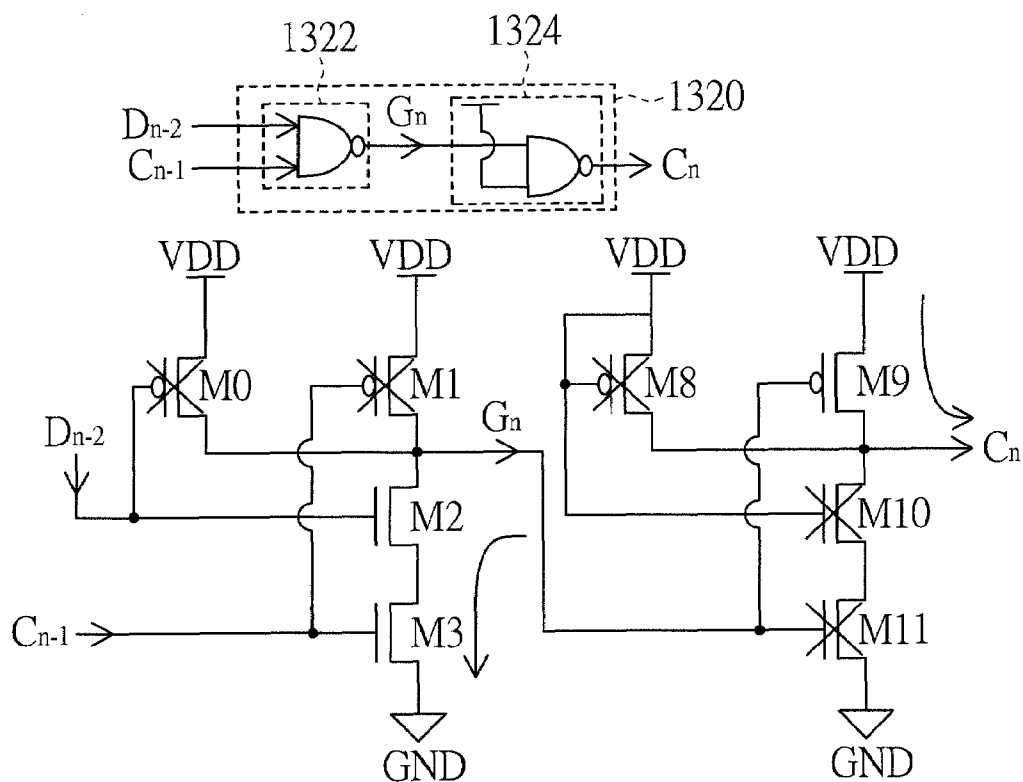 1322
1324
1320
Dn-2
Cn-1
Gn
Cn
VDD
VDD
VDD
VDD
M0
M1
M8
M9
Dn-2
Gn
Cn
M2
M10
Cn-1
M3
M11
GND
GND